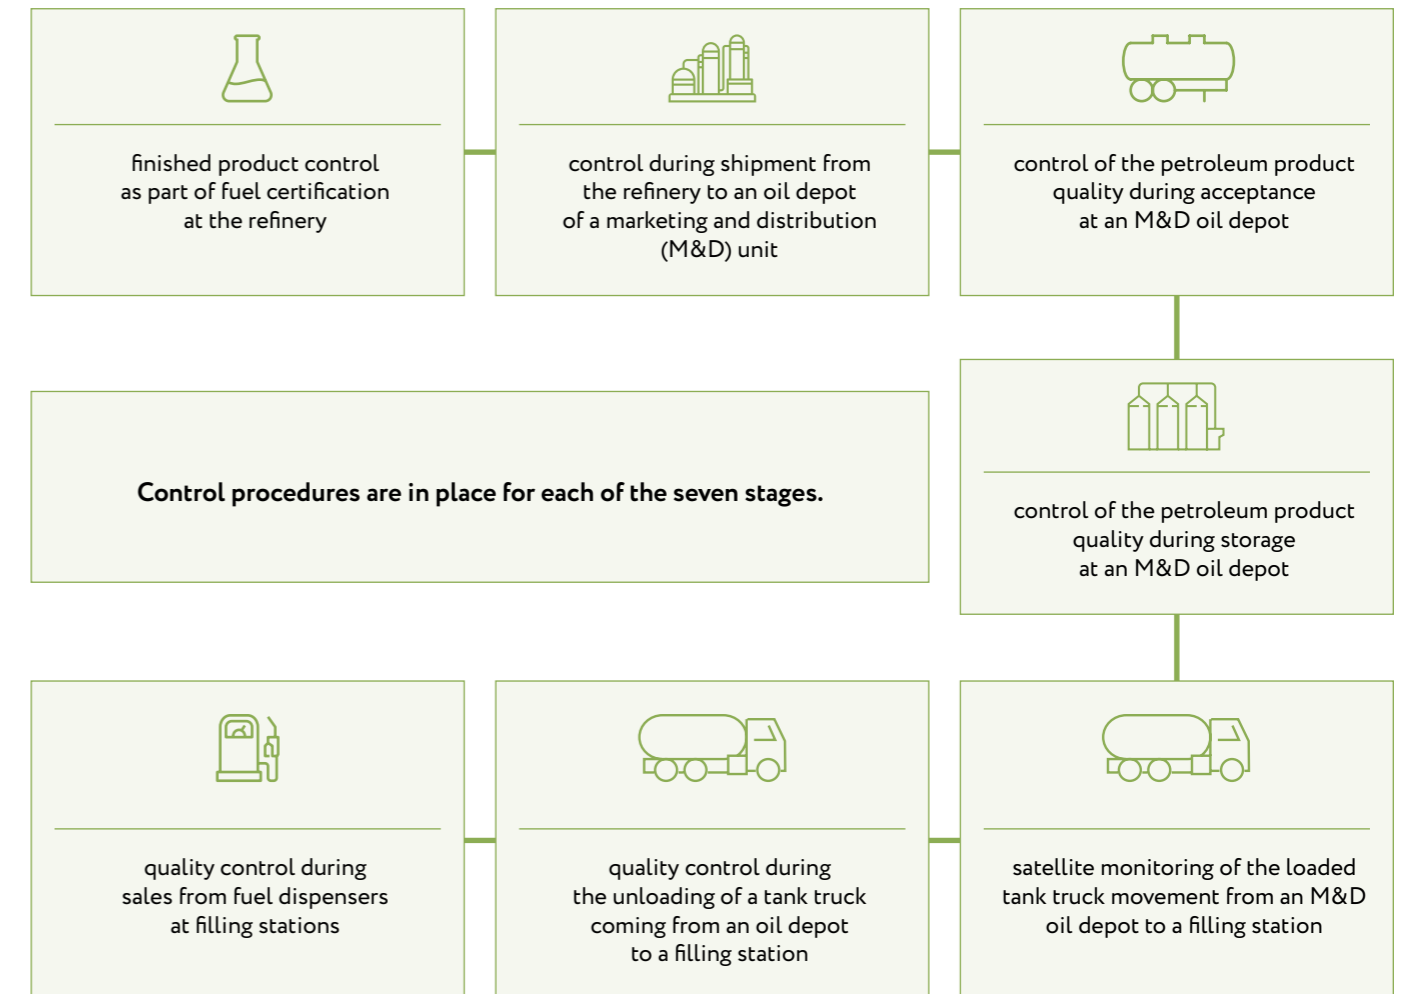 finished product control
as part of fuel certification
at the refinery
control during shipment from
the refinery to an oil depot
of a marketing and distribution
(M&D) unit
control of the petroleum product
quality during acceptance
at an M&D oil depot
Control procedures are in place for each of the seven stages.
control of the petroleum product
quality during storage
at an M&D oil depot
quality control during
sales from fuel dispensers
at filling stations
quality control during
the unloading of a tank truck
coming from an oil depot
to a filling station
satellite monitoring of the loaded
tank truck movement from an M&D
oil depot to a filling station